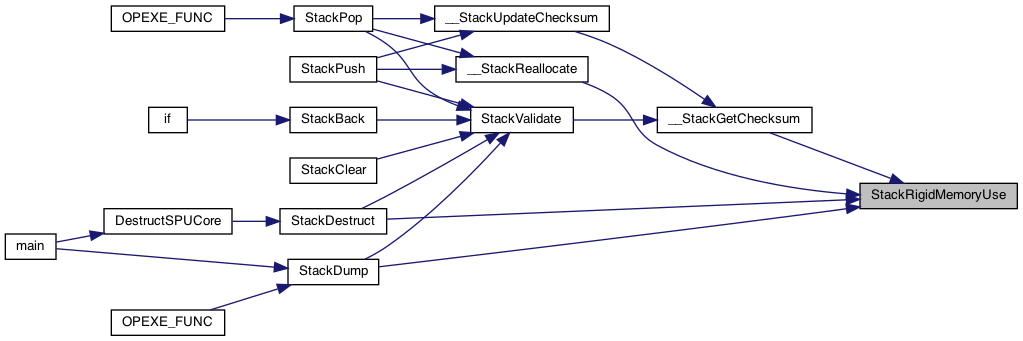 OPEXE_FUNC
StackPop
__StackUpdateChecksum
StackPush
__StackReallocate
if
StackBack
StackValidate
__StackGetChecksum
StackClear
StackRigidMemoryUse
DestructSPUCore
StackDestruct
main
StackDump
OPEXE_FUNC